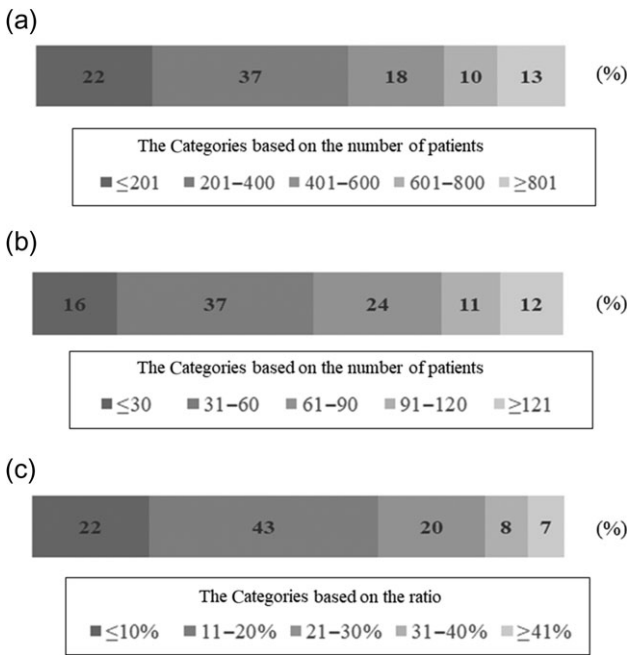 (a)
22 37 18 10 13 (%)
The Categories based on the number of patients
≤201 201–400 401–600 601–800 ≥801
(b)
16 37 24 11 12 (%)
The Categories based on the number of patients
≤30 31–60 61–90 91–120 ≥121
(c)
22 43 20 8 7 (%)
The Categories based on the ratio
≤10% 11–20% 21–30% 31–40% ≥41%